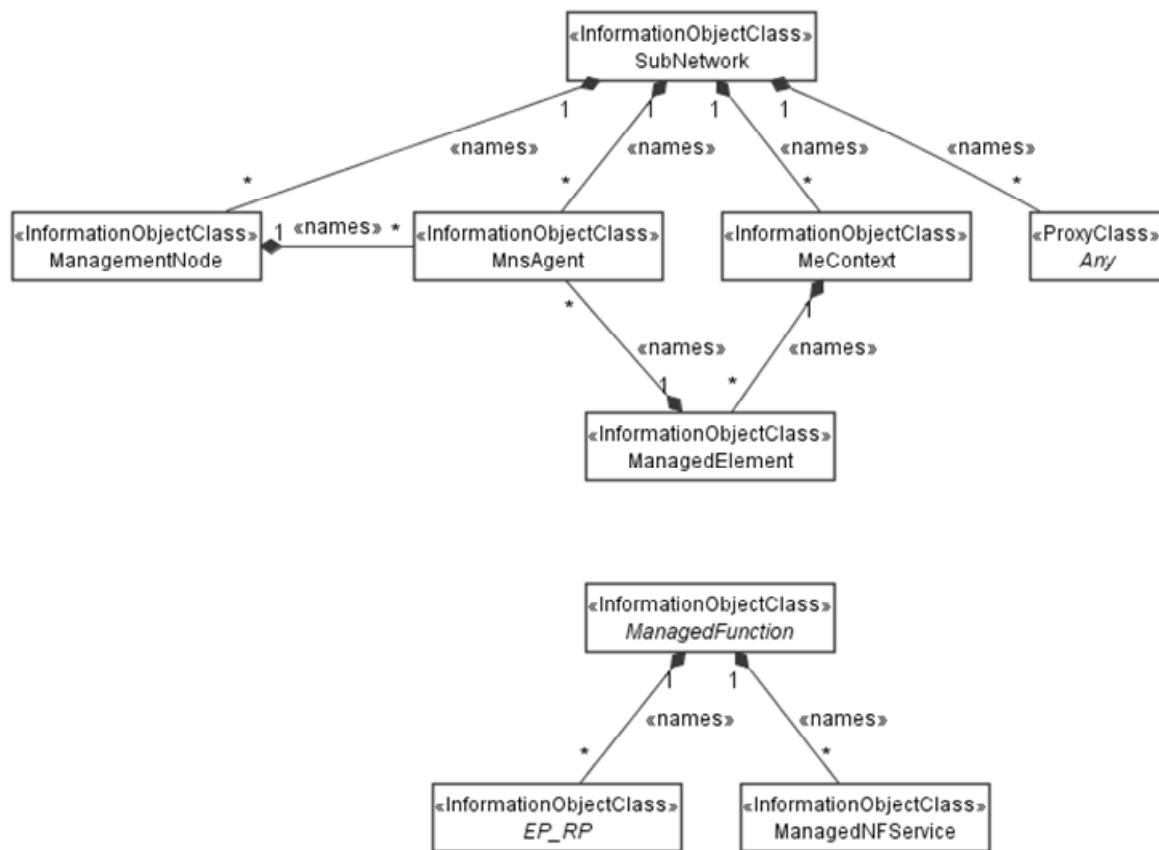 «InformationObjectClass»
SubNetwork
1 1 1 1
«names» «names» «names» «names»
* * * *
«InformationObjectClass»
ManagementNode
1 «names» *
«InformationObjectClass»
MnsAgent
«InformationObjectClass»
MeContext
«ProxyClass»
Any
* 1
«names» «names»
1 *
«InformationObjectClass»
ManagedElement
«InformationObjectClass»
ManagedFunction
1 1
«names» «names»
* *
«InformationObjectClass»
EP_RP
«InformationObjectClass»
ManagedNFService